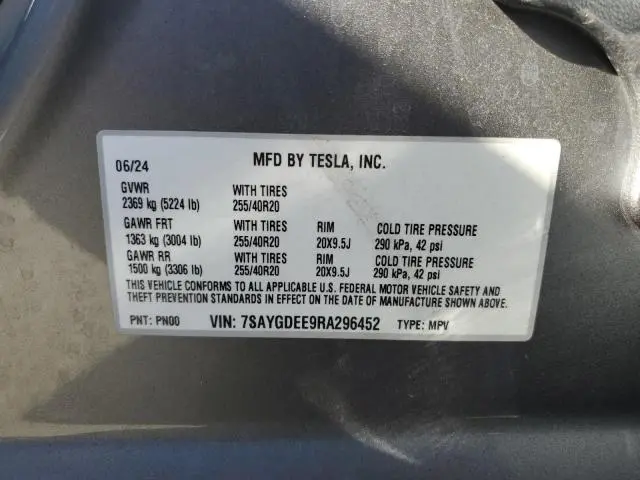 06/24 MFD BY TESLA, INC.
GVWR WITH TIRES
2369 kg (5224 lb) 255/40R20
GAWR FRT WITH TIRES RIM COLD TIRE PRESSURE
1363 kg (3004 lb) 255/40R20 20X9.5J 290 kPa, 42 psi
GAWR RR WITH TIRES RIM COLD TIRE PRESSURE
1500 kg (3306 lb) 255/40R20 20X9.5J 290 kPa, 42 psi
THIS VEHICLE CONFORMS TO ALL APPLICABLE U.S. FEDERAL MOTOR VEHICLE SAFETY AND
THEFT PREVENTION STANDARDS IN EFFECT ON THE DATE OF MANUFACTURE SHOWN ABOVE.
PNT: PN00 VIN: 7SAYGDEE9RA296452 TYPE: MPV